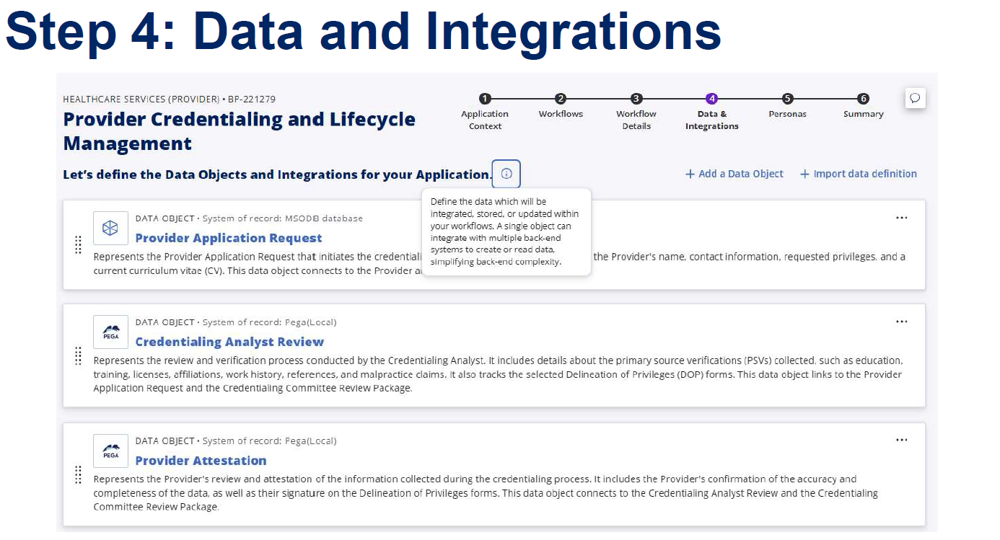 Step 4: Data and Integrations
HEALTHCARE SERVICES (PROVIDER) • BP-221279
Provider Credentialing and Lifecycle
Management
1
2
3
4
5
6
Application
Context
Workflows
Workflow
Details
Data &
Integrations
Personas
Summary
Let's define the Data Objects and Integrations for your Application.
+ Add a Data Object
+ Import data definition
Define the data which will be
integrated, stored, or updated within
your workflows. A single object can
integrate with multiple back-end
systems to create or read data,
simplifying back-end complexity.
DATA OBJECT • System of record: MSODB database
Provider Application Request
Represents the Provider Application Request that initiates the the Provider's name, contact information, requested privileges, and a
current curriculum vitae (CV). This data object connects to the Provider
PEGA
DATA OBJECT • System of record: Pega(Local)
Credentialing Analyst Review
Represents the review and verification process conducted by the Credentialing Analyst. It includes details about the primary source verifications (PSVs) collected, such as education,
training, licenses, affiliations, work history, references, and malpractice claims. It also tracks the selected Delineation of Privileges (DOP) forms. This data object links to the Provider
Application Request and the Credentialing Committee Review Package.
PEGA
DATA OBJECT • System of record: Pega(Local)
Provider Attestation
Represents the Provider's review and attestation of the information collected during the credentialing process. It includes the Provider's confirmation of the accuracy and
completeness of the data, as well as their signature on the Delineation of Privileges forms. This data object connects to the Credentialing Analyst Review and the Credentialing
Committee Review Package.